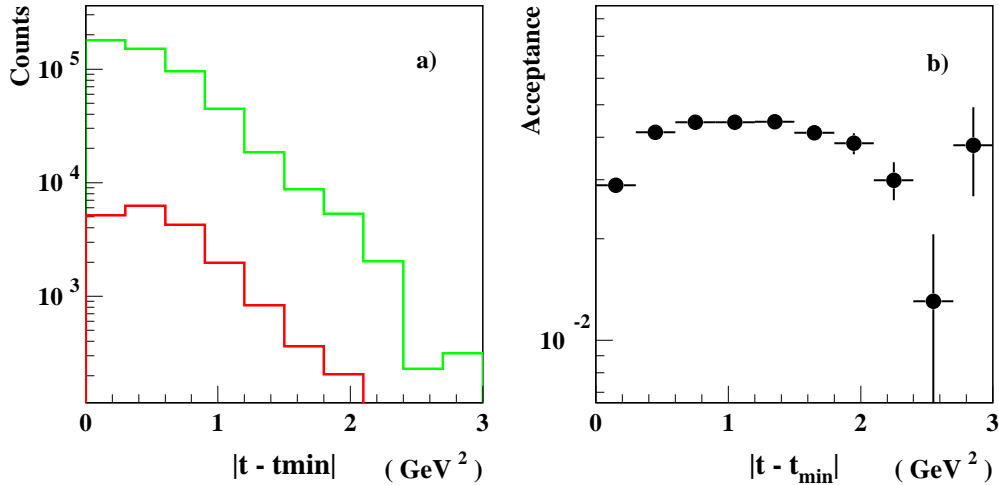 Counts
10^5
10^4
10^3
a)
0 1 2 3
|t - tmin| ( GeV^2 )
Acceptance
10^-2
b)
0 1 2 3
|t - t_min| ( GeV^2 )